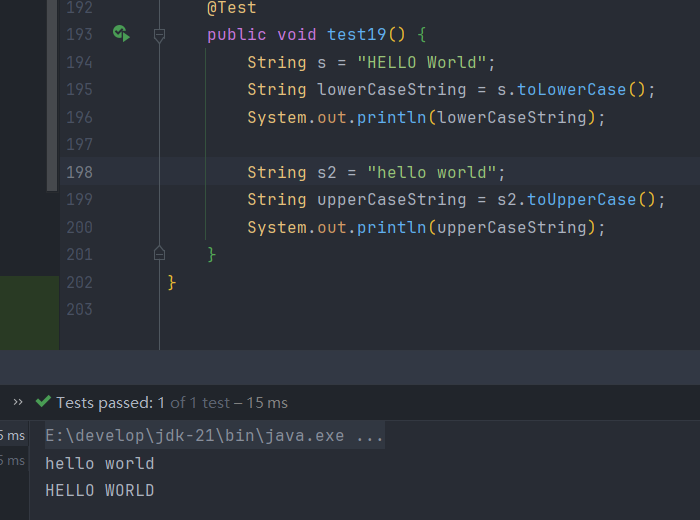 192 @Test
193 public void test19() {
194 String s = "HELLO World";
195 String lowerCaseString = s.toLowerCase();
196 System.out.println(lowerCaseString);
197
198 String s2 = "hello world";
199 String upperCaseString = s2.toUpperCase();
200 System.out.println(upperCaseString);
201 }
202 }
203
>> Tests passed: 1 of 1 test – 15 ms
5 ms E:\develop\jdk-21\bin\java.exe ...
5 ms hello world
HELLO WORLD